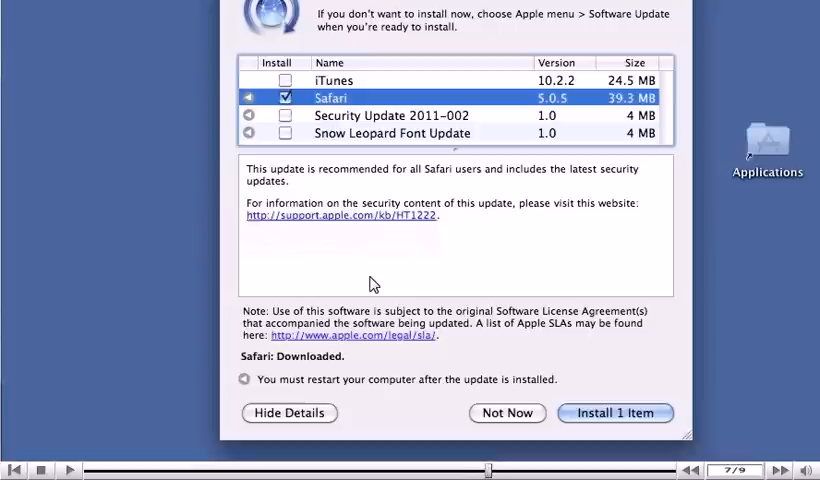 If you don't want to install now, choose Apple menu > Software Update
when you're ready to install.
Install Name Version Size
iTunes 10.2.2 24.5 MB
Safari 5.0.5 39.3 MB
Security Update 2011-002 1.0 4 MB
Snow Leopard Font Update 1.0 4 MB
This update is recommended for all Safari users and includes the latest security
updates.
For information on the security content of this update, please visit this website:
http://support.apple.com/kb/HT1222.
Note: Use of this software is subject to the original Software License Agreement(s)
that accompanied the software being updated. A list of Apple SLAs may be found
here: http://www.apple.com/legal/sla/.
Safari: Downloaded.
You must restart your computer after the update is installed.
Hide Details Not Now Install 1 Item
Applications
7/9